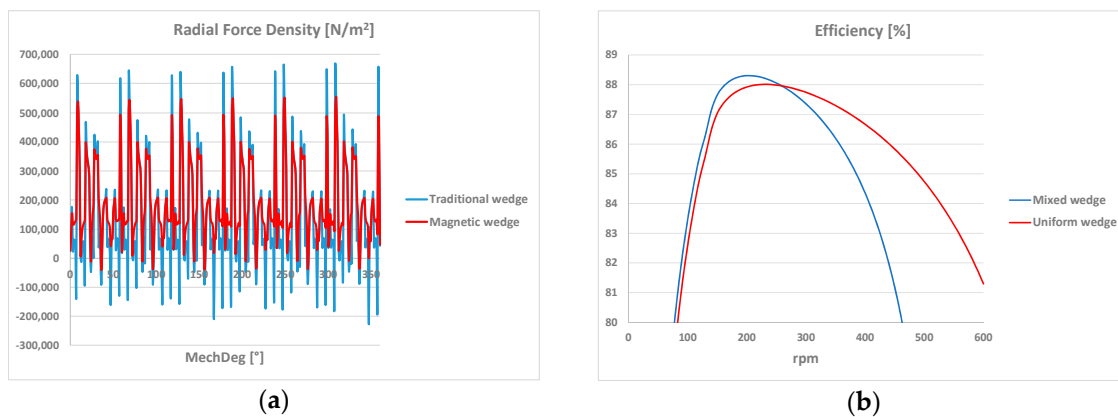 Radial Force Density [N/m²]
700,000
600,000
500,000
400,000
300,000
200,000
100,000
0
-100,000
-200,000
-300,000
0 50 100 150 200 250 300 350
MechDeg [°]
Traditional wedge
Magnetic wedge
(a)
Efficiency [%]
89
88
87
86
85
84
83
82
81
80
0 100 200 300 400 500 600
rpm
Mixed wedge
Uniform wedge
(b)